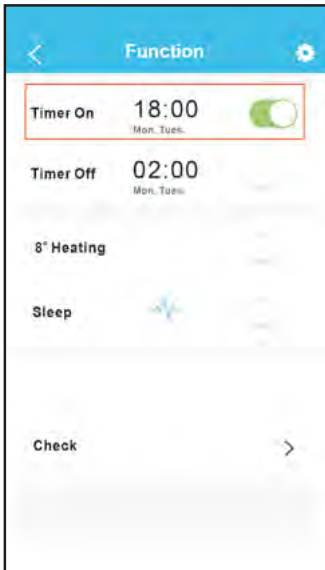 Function
Timer On 18:00
Mon. Tues.
Timer Off 02:00
Mon. Tues.
8° Heating
Sleep
Check